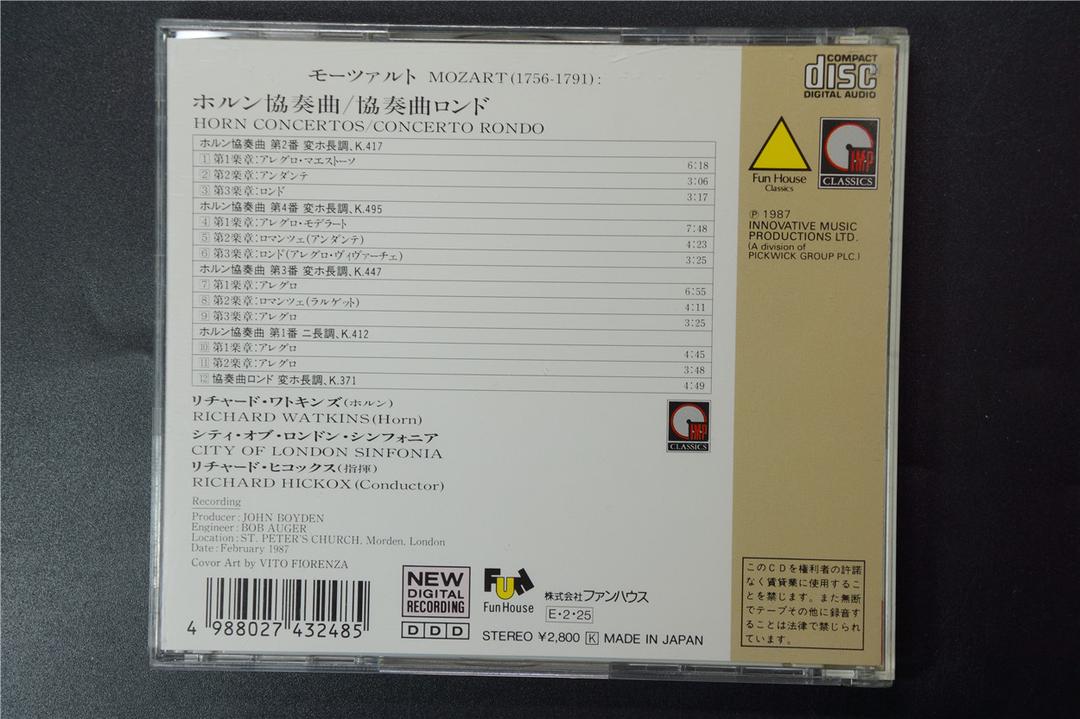 モーツァルト MOZART(1756-1791):
ホルン協奏曲/協奏曲ロンド
HORN CONCERTOS/CONCERTO RONDO
ホルン協奏曲 第2番 変ホ長調、K.417
1 第1楽章:アレグロ・マエストーソ 6:18
2 第2楽章:アンダンテ 3:06
3 第3楽章:ロンド 3:17
ホルン協奏曲 第4番 変ホ長調、K.495
4 第1楽章:アレグロ・モデラート 7:48
5 第2楽章:ロマンツェ(アンダンテ) 4:23
6 第3楽章:ロンド(アレグロ・ヴィヴァーチェ) 3:25
ホルン協奏曲 第3番 変ホ長調、K.447
7 第1楽章:アレグロ 6:55
8 第2楽章:ロマンツェ(ラルゲット) 4:11
9 第3楽章:アレグロ 3:25
ホルン協奏曲 第1番 ニ長調、K.412
10 第1楽章:アレグロ 4:45
11 第2楽章:アレグロ 3:48
12 協奏曲ロンド 変ホ長調、K.371 4:49
リチャード・ワトキンズ(ホルン)
RICHARD WATKINS(Horn)
シティ・オブ・ロンドン・シンフォニア
CITY OF LONDON SINFONIA
リチャード・ヒコックス(指揮)
RICHARD HICKOX(Conductor)
Recording
Producer:JOHN BOYDEN
Engineer:BOB AUGER
Location:ST. PETER'S CHURCH, Morden, London
Date:February 1987
Covor Art by VITO FIORENZA
4 988027 432485
NEW
DIGITAL
RECORDING
D D D
Fun
Fun House
株式会社ファンハウス
E・2・25
STEREO ¥2,800 K MADE IN JAPAN
IMP
CLASSICS
COMPACT
disc
DIGITAL AUDIO
Fun House
Classics
IMP
CLASSICS
Ⓟ 1987
INNOVATIVE MUSIC
PRODUCTIONS LTD.
(A division of
PICKWICK GROUP PLC.)
このCDを権利者の許諾
なく賃貸業に使用するこ
とを禁じます。また無断
でテープその他に録音す
ることは法律で禁じられ
ています。